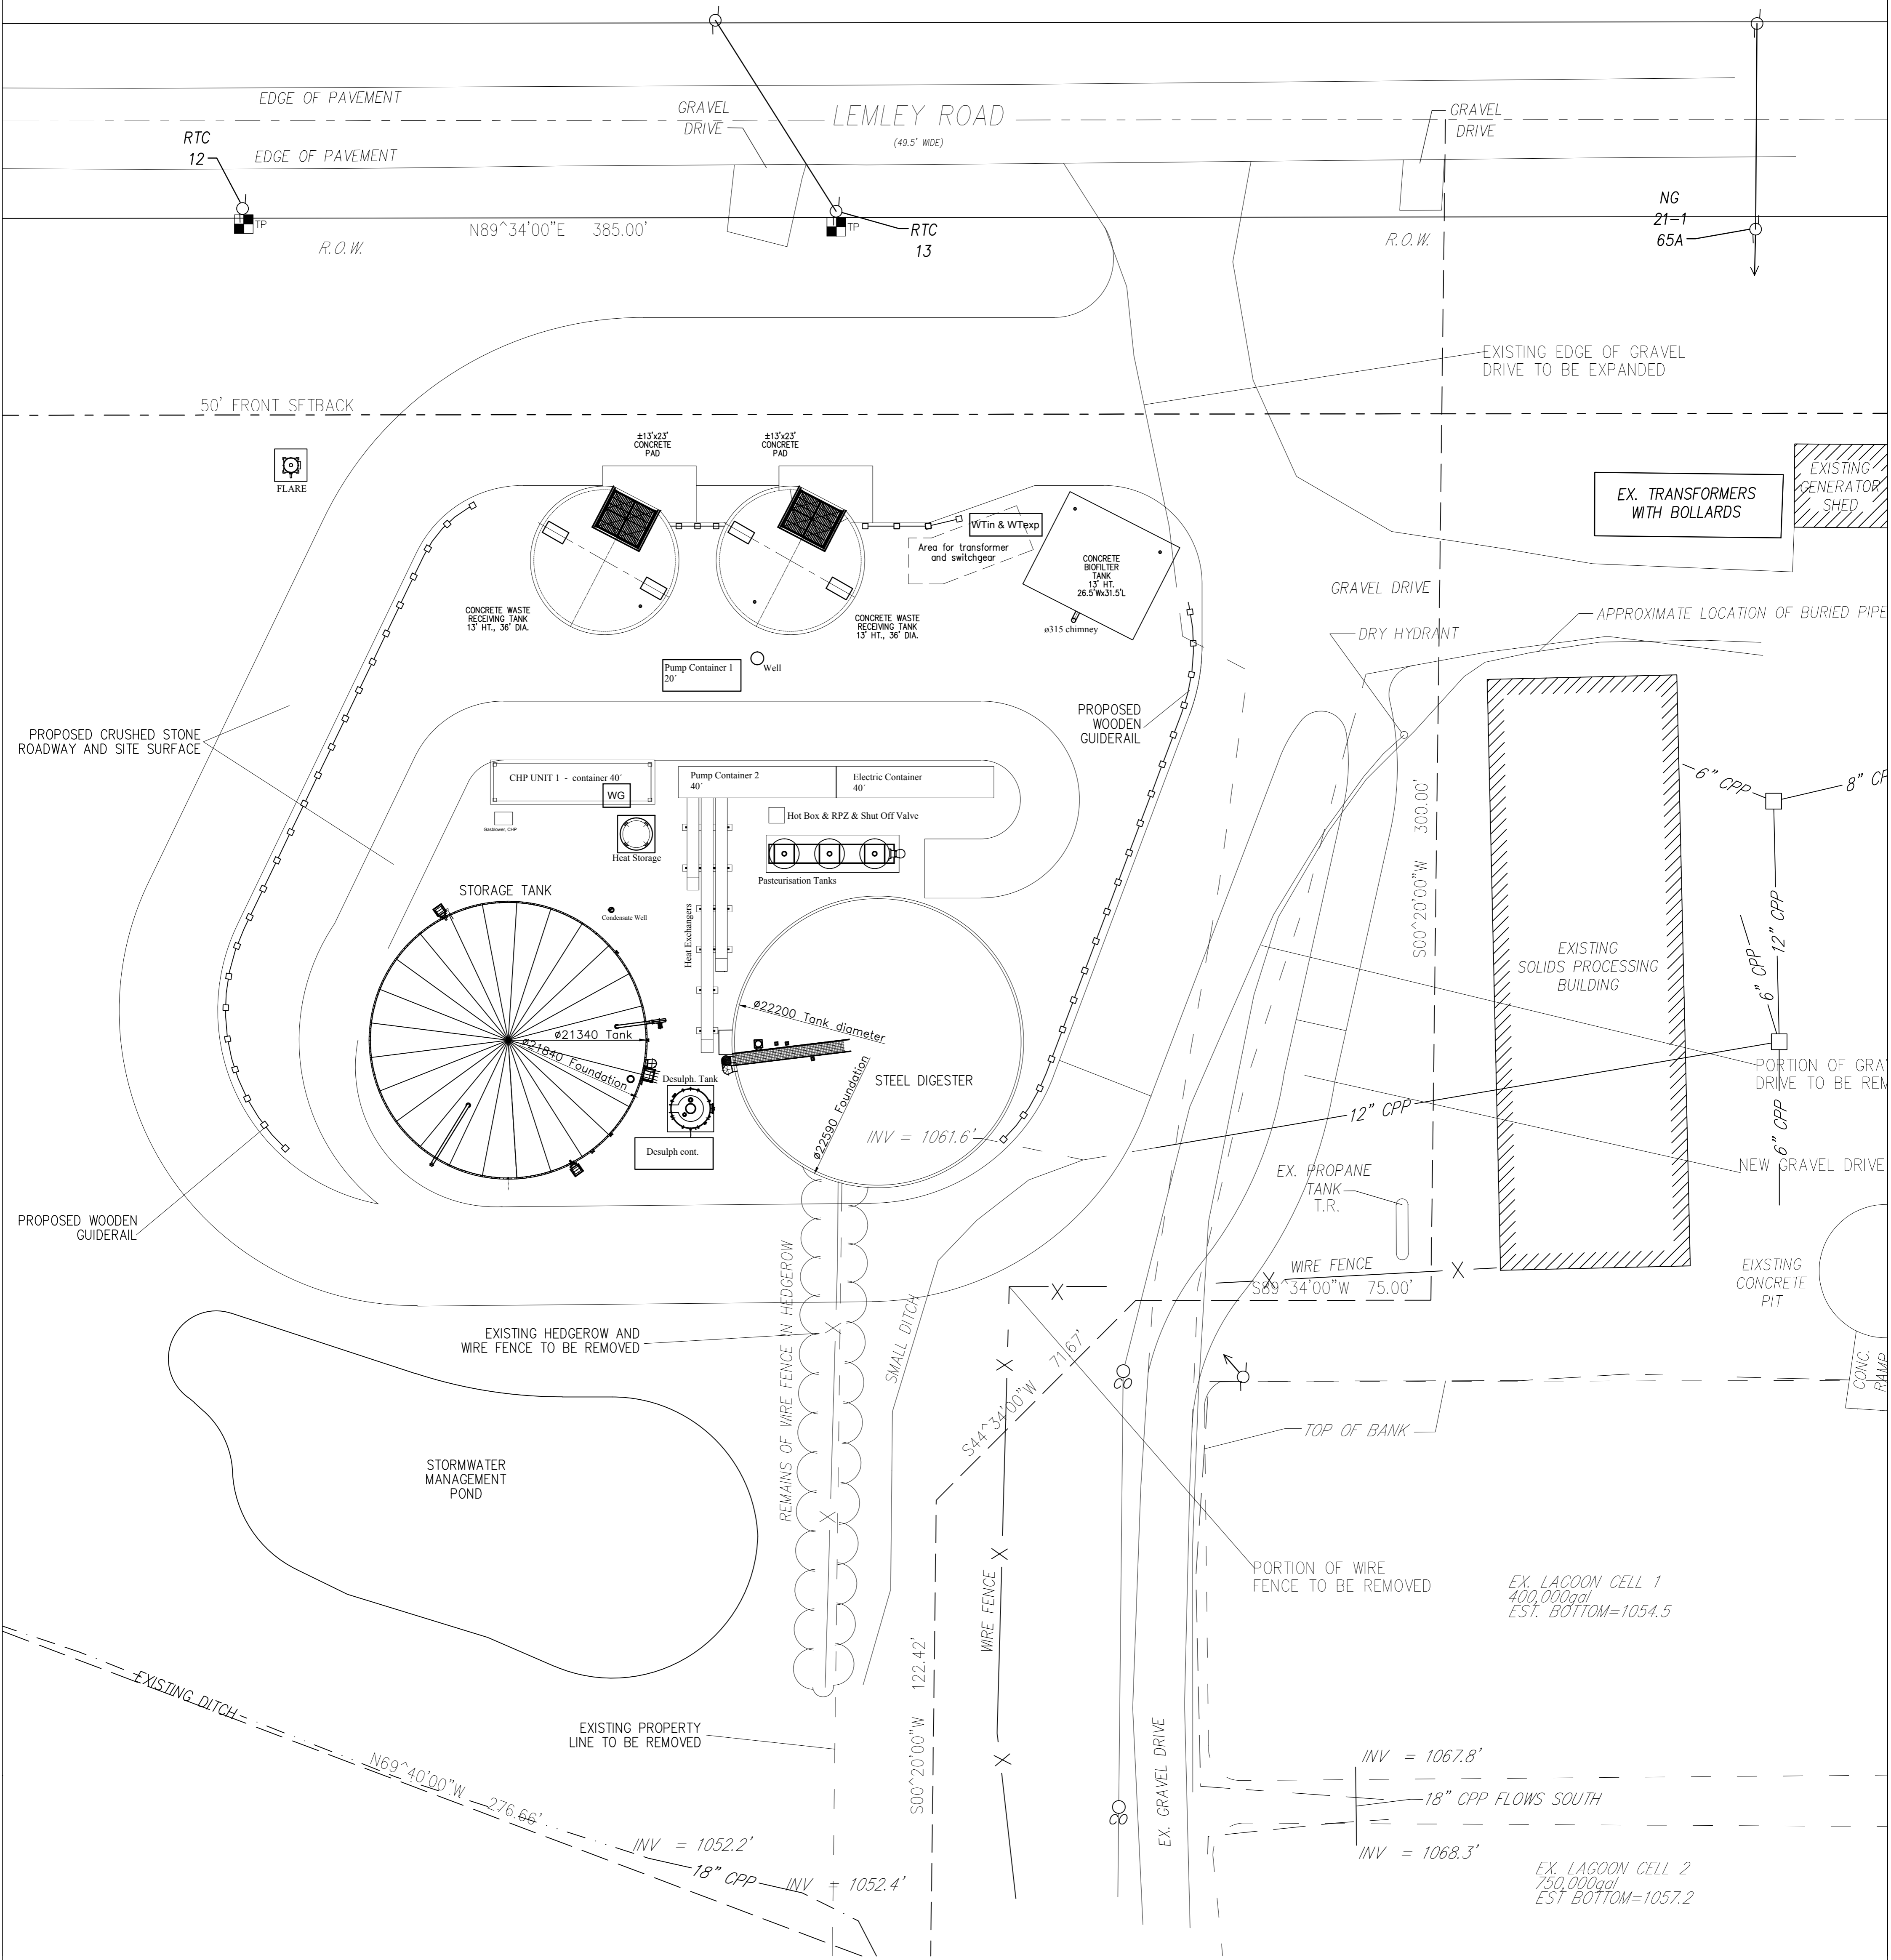 EDGE OF PAVEMENT
GRAVEL
DRIVE
LEMLEY ROAD
(49.5' WIDE)
GRAVEL
DRIVE
RTC
12
EDGE OF PAVEMENT
TP
N89^34'00"E 385.00'
R.O.W.
TP
RTC
13
R.O.W.
NG
21-1
65A
EXISTING EDGE OF GRAVEL
DRIVE TO BE EXPANDED
50' FRONT SETBACK
FLARE
±13'x23'
CONCRETE
PAD
±13'x23'
CONCRETE
PAD
EX. TRANSFORMERS
WITH BOLLARDS
EXISTING
GENERATOR
SHED
WTin & WTexp
Area for transformer
and switchgear
CONCRETE
BIOFILTER
TANK
13' HT.
26.5'Wx31.5'L
ø315 chimney
CONCRETE WASTE
RECEIVING TANK
13' HT., 36' DIA.
CONCRETE WASTE
RECEIVING TANK
13' HT., 36' DIA.
GRAVEL DRIVE
APPROXIMATE LOCATION OF BURIED PIPE
DRY HYDRANT
Pump Container 1
20´
Well
PROPOSED
WOODEN
GUIDERAIL
PROPOSED CRUSHED STONE
ROADWAY AND SITE SURFACE
CHP UNIT 1 - container 40´
WG
Pump Container 2
40´
Electric Container
40´
Gasblower, CHP
Heat Storage
Hot Box & RPZ & Shut Off Valve
Pasteurisation Tanks
S00^20'00"W 300.00'
6" CPP
8" CP
12" CPP
6" CPP
STORAGE TANK
Condensate Well
Heat Exchangers
EXISTING
SOLIDS PROCESSING
BUILDING
ø21340 Tank
ø21840 Foundation
ø22200 Tank diameter
ø22590 Foundation
STEEL DIGESTER
Desulph. Tank
Desulph cont.
INV = 1061.6'
12" CPP
PORTION OF GRA
DRIVE TO BE REM
6" CPP
NEW GRAVEL DRIVE
EX. PROPANE
TANK
T.R.
PROPOSED WOODEN
GUIDERAIL
WIRE FENCE
S89^34'00"W 75.00'
EIXSTING
CONCRETE
PIT
CONC.
RAMP
EXISTING HEDGEROW AND
WIRE FENCE TO BE REMOVED
REMAINS OF WIRE FENCE IN HEDGEROW
SMALL DITCH
S44^34'00"W 71.67'
CO
TOP OF BANK
STORMWATER
MANAGEMENT
POND
WIRE FENCE
PORTION OF WIRE
FENCE TO BE REMOVED
EX. LAGOON CELL 1
400,000gal
EST. BOTTOM=1054.5
EXISTING DITCH
S00^20'00"W 122.42'
EXISTING PROPERTY
LINE TO BE REMOVED
N69^40'00"W 276.66'
EX. GRAVEL DRIVE
CO
INV = 1067.8'
18" CPP FLOWS SOUTH
INV = 1068.3'
INV = 1052.2'
18" CPP
INV = 1052.4'
EX. LAGOON CELL 2
750,000gal
EST BOTTOM=1057.2